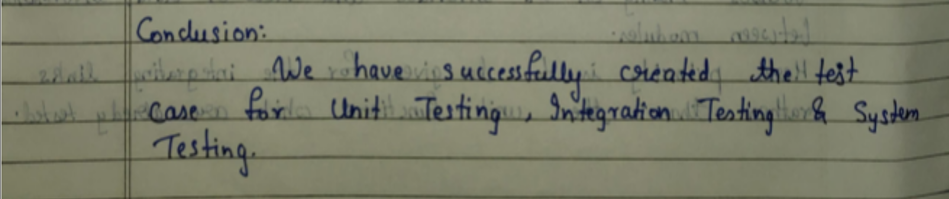 Conclusion:
We have successfully created the test
case for Unit Testing, Integration Testing & System
Testing.